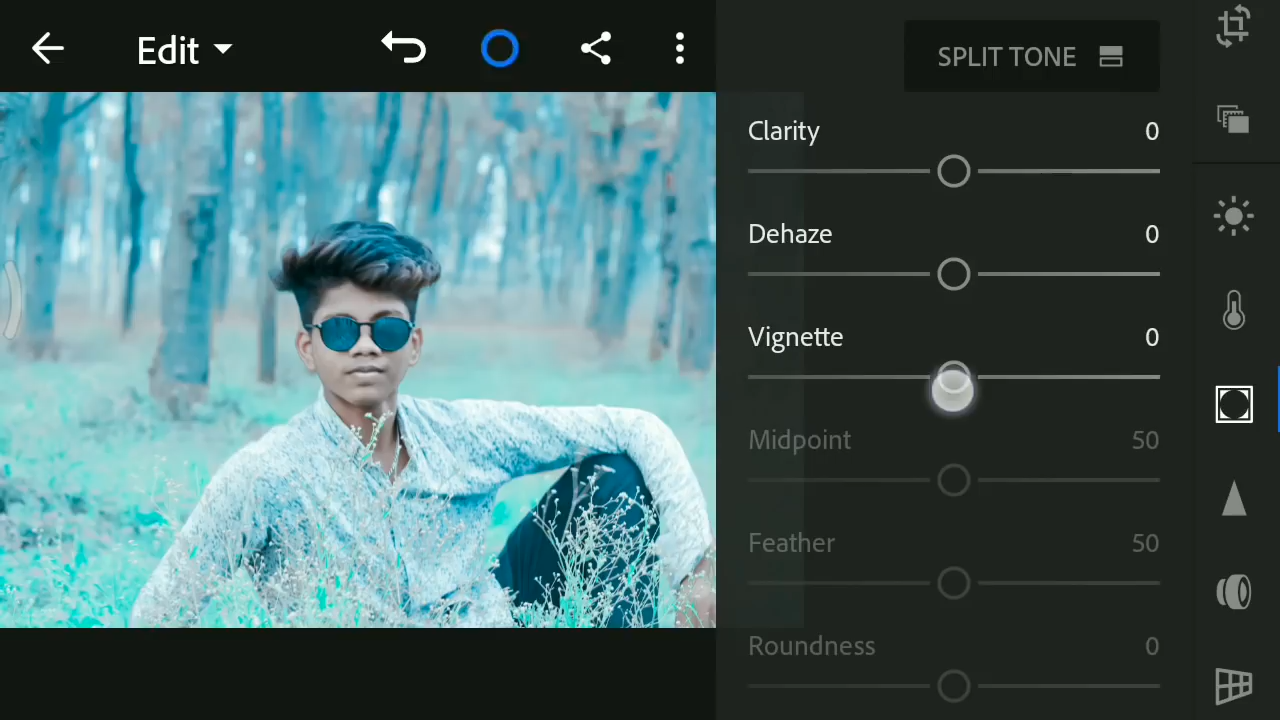 Edit
SPLIT TONE
Clarity 0
Dehaze 0
Vignette 0
Midpoint 50
Feather 50
Roundness 0